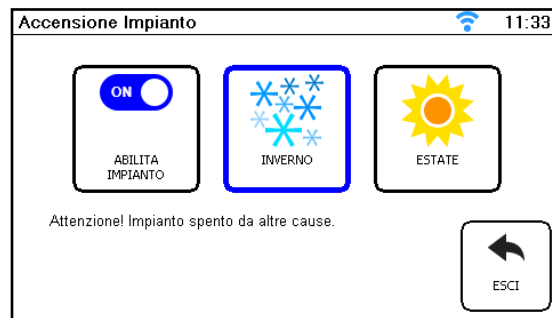 Accensione Impianto
11:33
ON
ABILITA
IMPIANTO
INVERNO
ESTATE
Attenzione! Impianto spento da altre cause.
ESCI